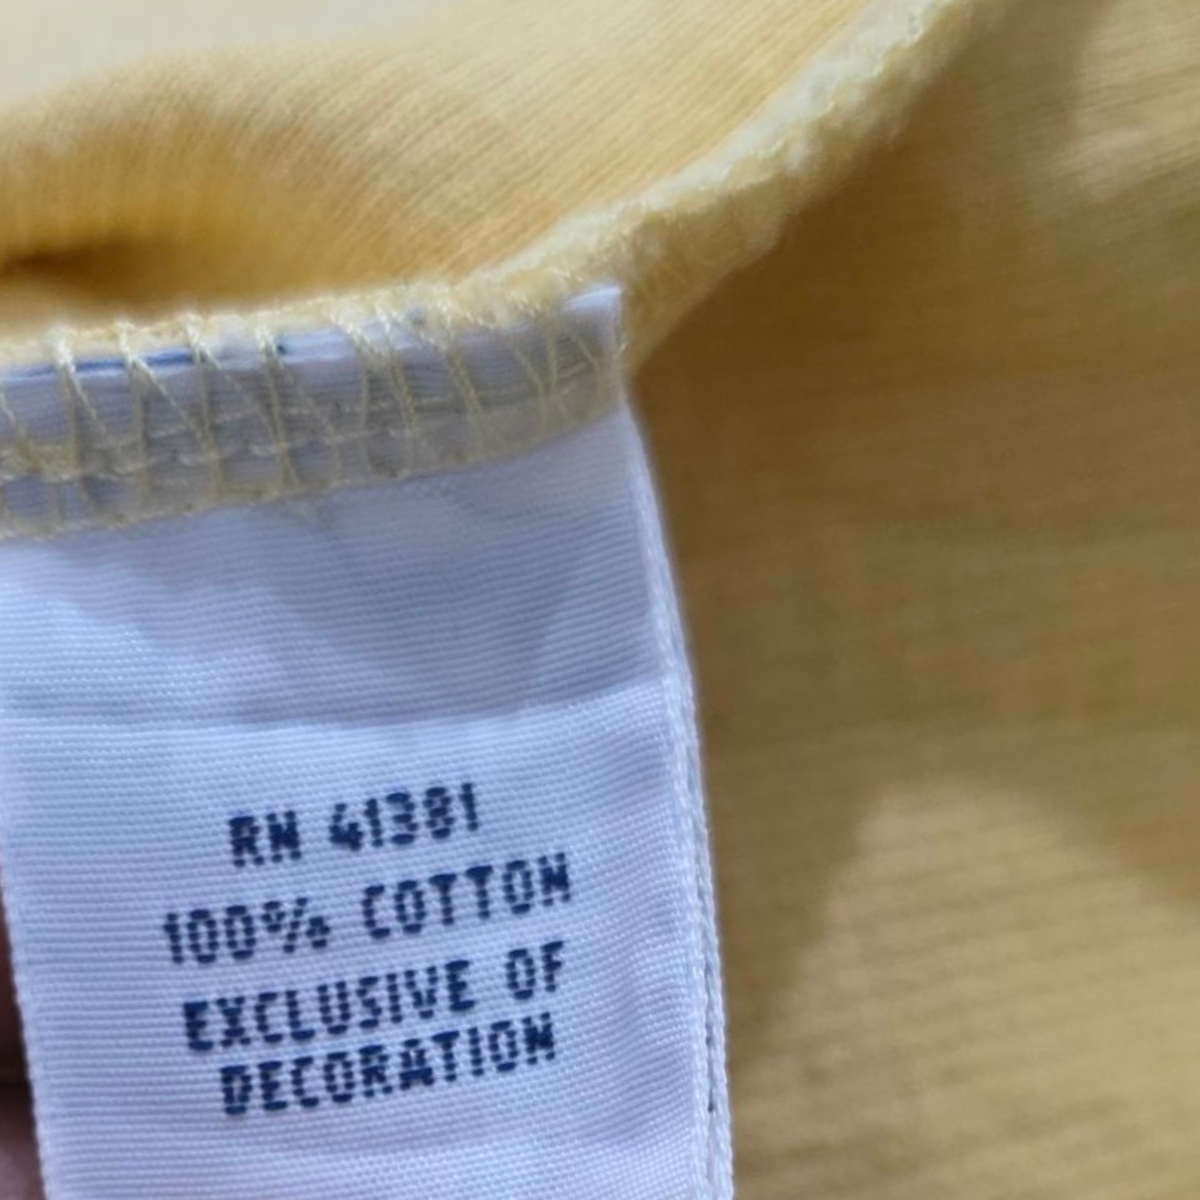 RN 41381
100% COTTON
EXCLUSIVE OF
DECORATION